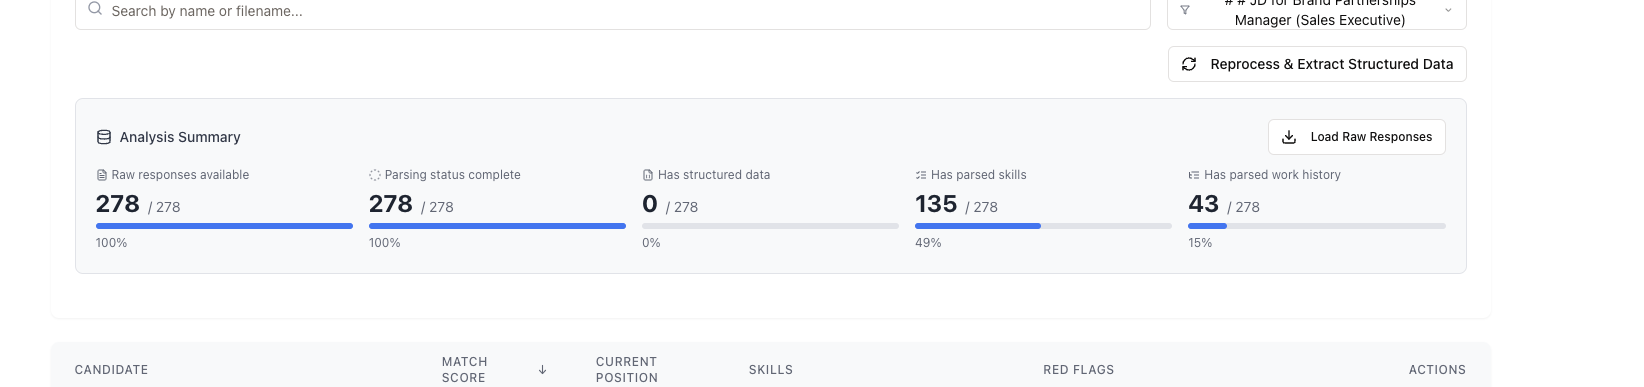 Search by name or filename...
# # JD for Brand Partnerships
Manager (Sales Executive)
Reprocess & Extract Structured Data
Analysis Summary
Load Raw Responses
Raw responses available
278 / 278
100%
Parsing status complete
278 / 278
100%
Has structured data
0 / 278
0%
Has parsed skills
135 / 278
49%
Has parsed work history
43 / 278
15%
CANDIDATE
MATCH
SCORE
CURRENT
POSITION
SKILLS
RED FLAGS
ACTIONS